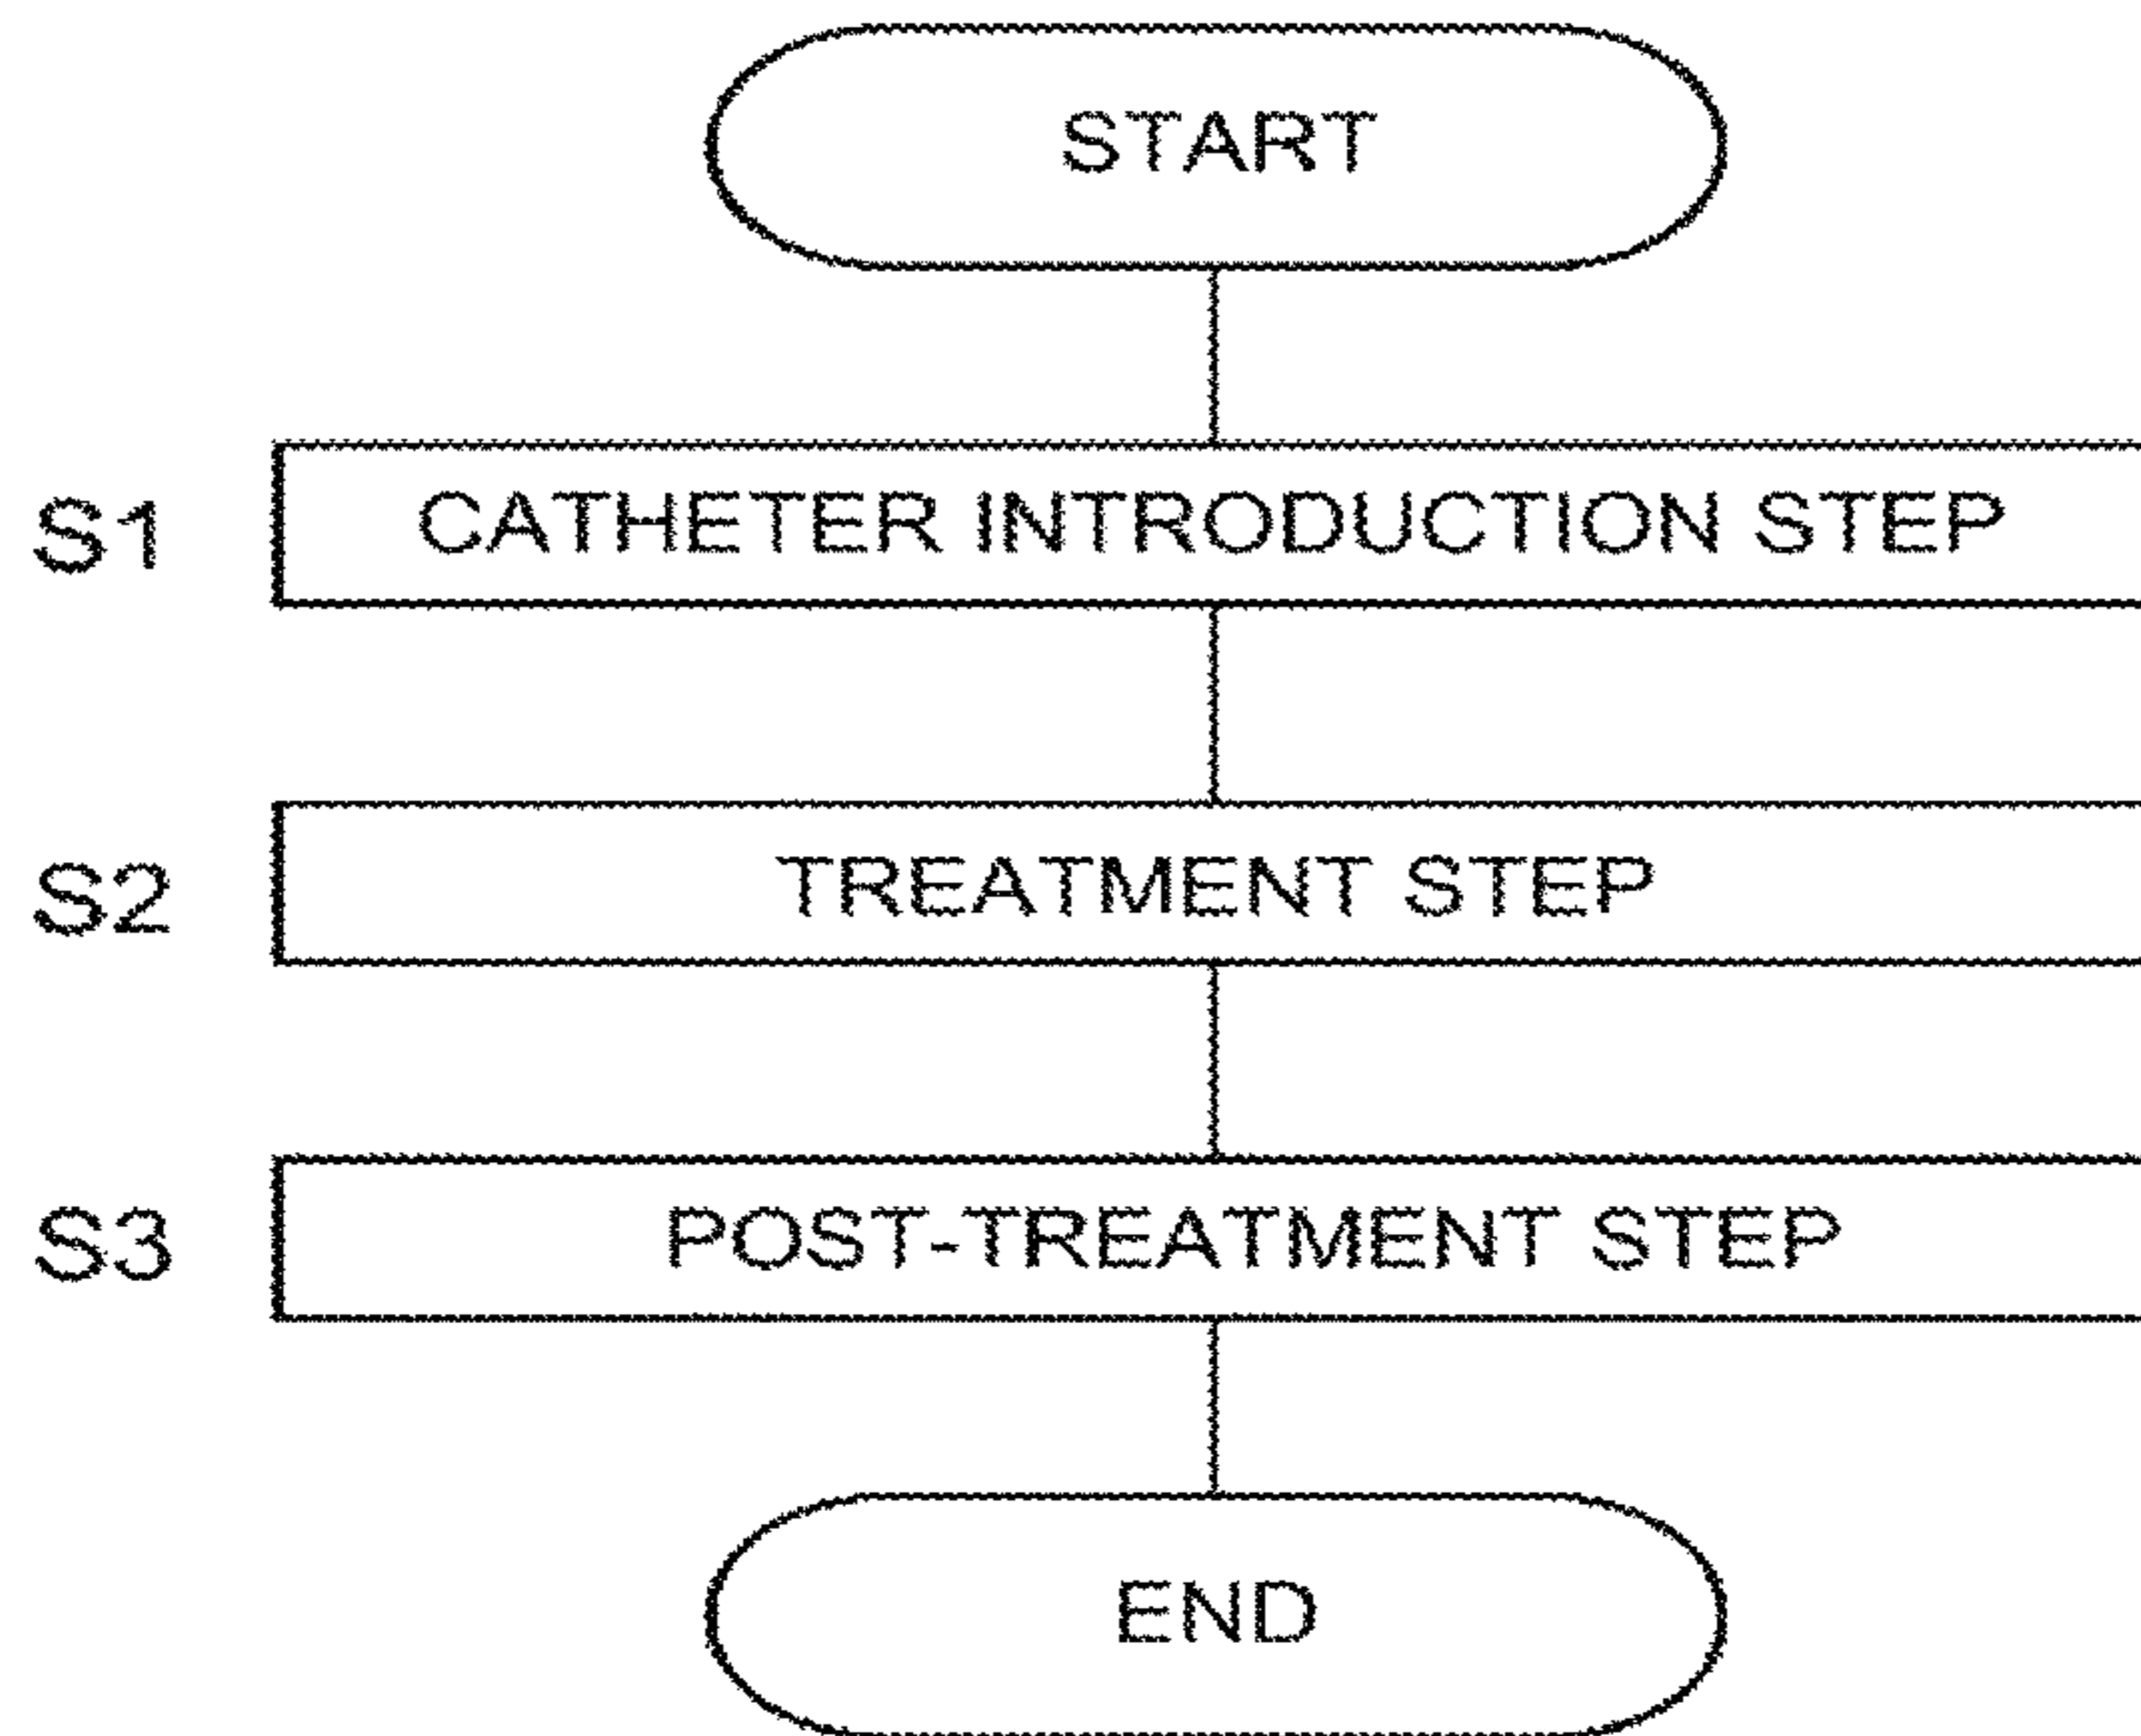 START
S1 CATHETER INTRODUCTION STEP
S2 TREATMENT STEP
S3 POST-TREATMENT STEP
END